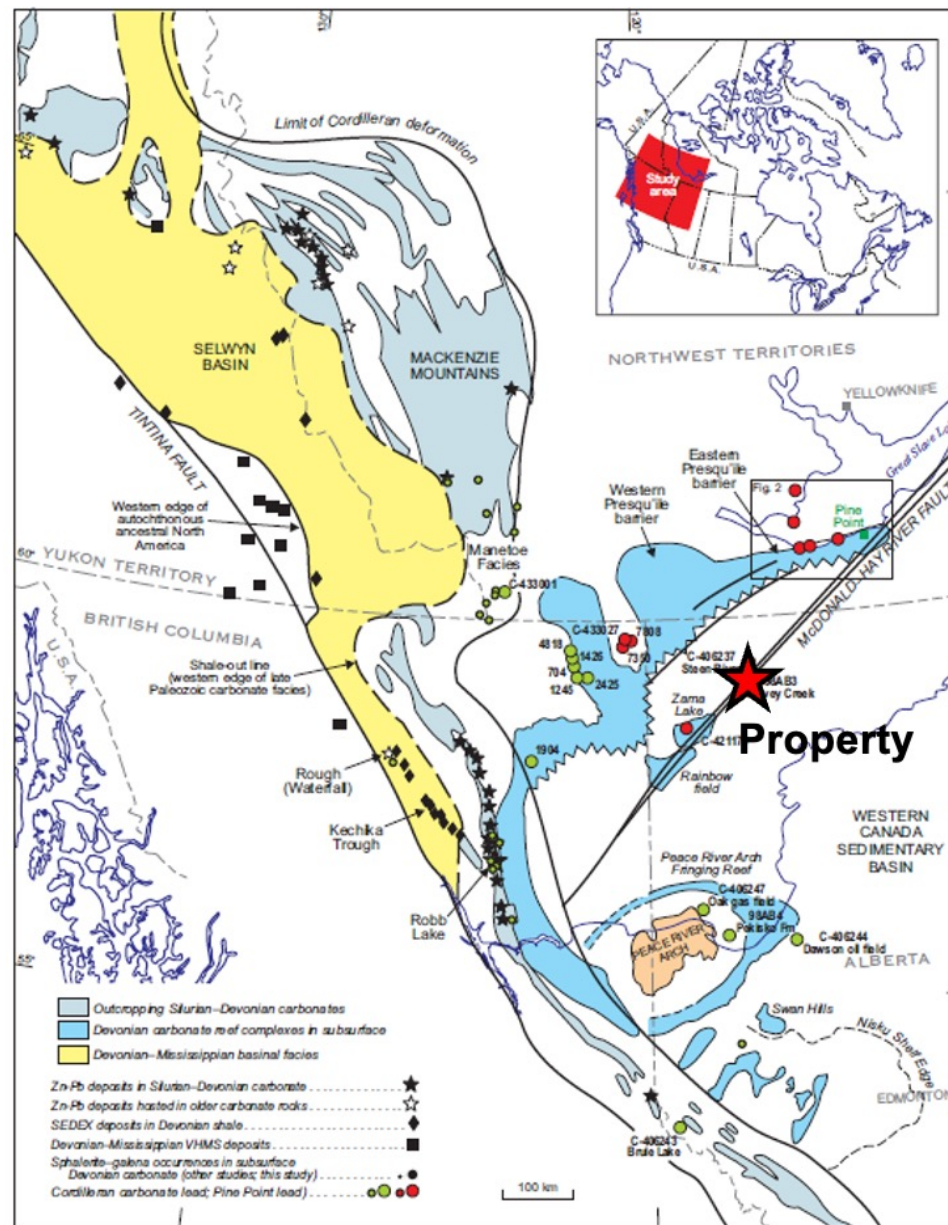 130°
120°
Limit of Cordilleran deformation
U.S.A.
Study
area
U.S.A.
65°
SELWYN
BASIN
MACKENZIE
MOUNTAINS
NORTHWEST TERRITORIES
YELLOWKNIFE
Great Slave
TINTINA FAULT
Eastern
Presqu'ile
barrier
Western
Presqu'ile
barrier
Fig. 2
Pine
Point
Western edge of
autochthonous
ancestral North
America
McDONALD-HAY RIVER FAULT
Manetoe
Facies
C-433001
60°
YUKON TERRITORY
BRITISH COLUMBIA
U.S.A.
C-433027
7808
4818
1426
7350
704
1245
2425
C-406237
Steen
98AB3
vey Creek
Shale-out line
(western edge of late
Paleozoic carbonate facies)
Zama
Lake
C-42117
Property
1904
Rainbow
field
Rough
(Waterfall)
Kechika
Trough
WESTERN
CANADA
SEDIMENTARY
BASIN
Peace River Arch
Fringing Reef
C-406247
Oak gas field
98AB4
Pekisko Fm
Robb
Lake
C-406244
Dawson oil field
PEACE RIVER
ARCH
55°
ALBERTA
Swan Hills
Nisku Shelf Edge
EDMONTON
Outcropping Silurian–Devonian carbonates
Devonian carbonate reef complexes in subsurface
Devonian–Mississippian basinal facies
Zn-Pb deposits in Silurian–Devonian carbonate
Zn-Pb deposits hosted in older carbonate rocks
SEDEX deposits in Devonian shale
Devonian–Mississippian VHMS deposits
Sphalerite–galena occurrences in subsurface
Devonian carbonate (other studies; this study)
Cordilleran carbonate lead; Pine Point lead)
C-406243
Brule Lake
100 km